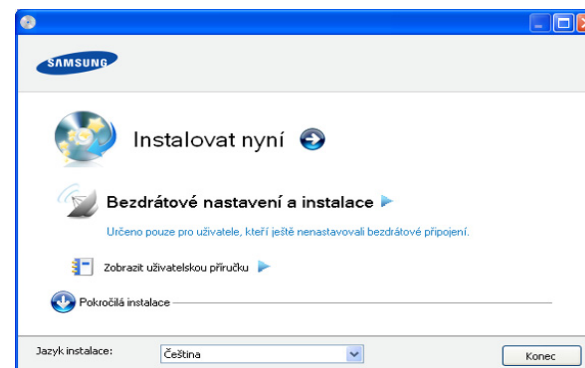 SAMSUNG
Instalovat nyní
Bezdrátové nastavení a instalace
Určeno pouze pro uživatele, kteří ještě nenastavovali bezdrátové připojení.
Zobrazit uživatelskou příručku
Pokročilá instalace
Jazyk instalace: Čeština Konec